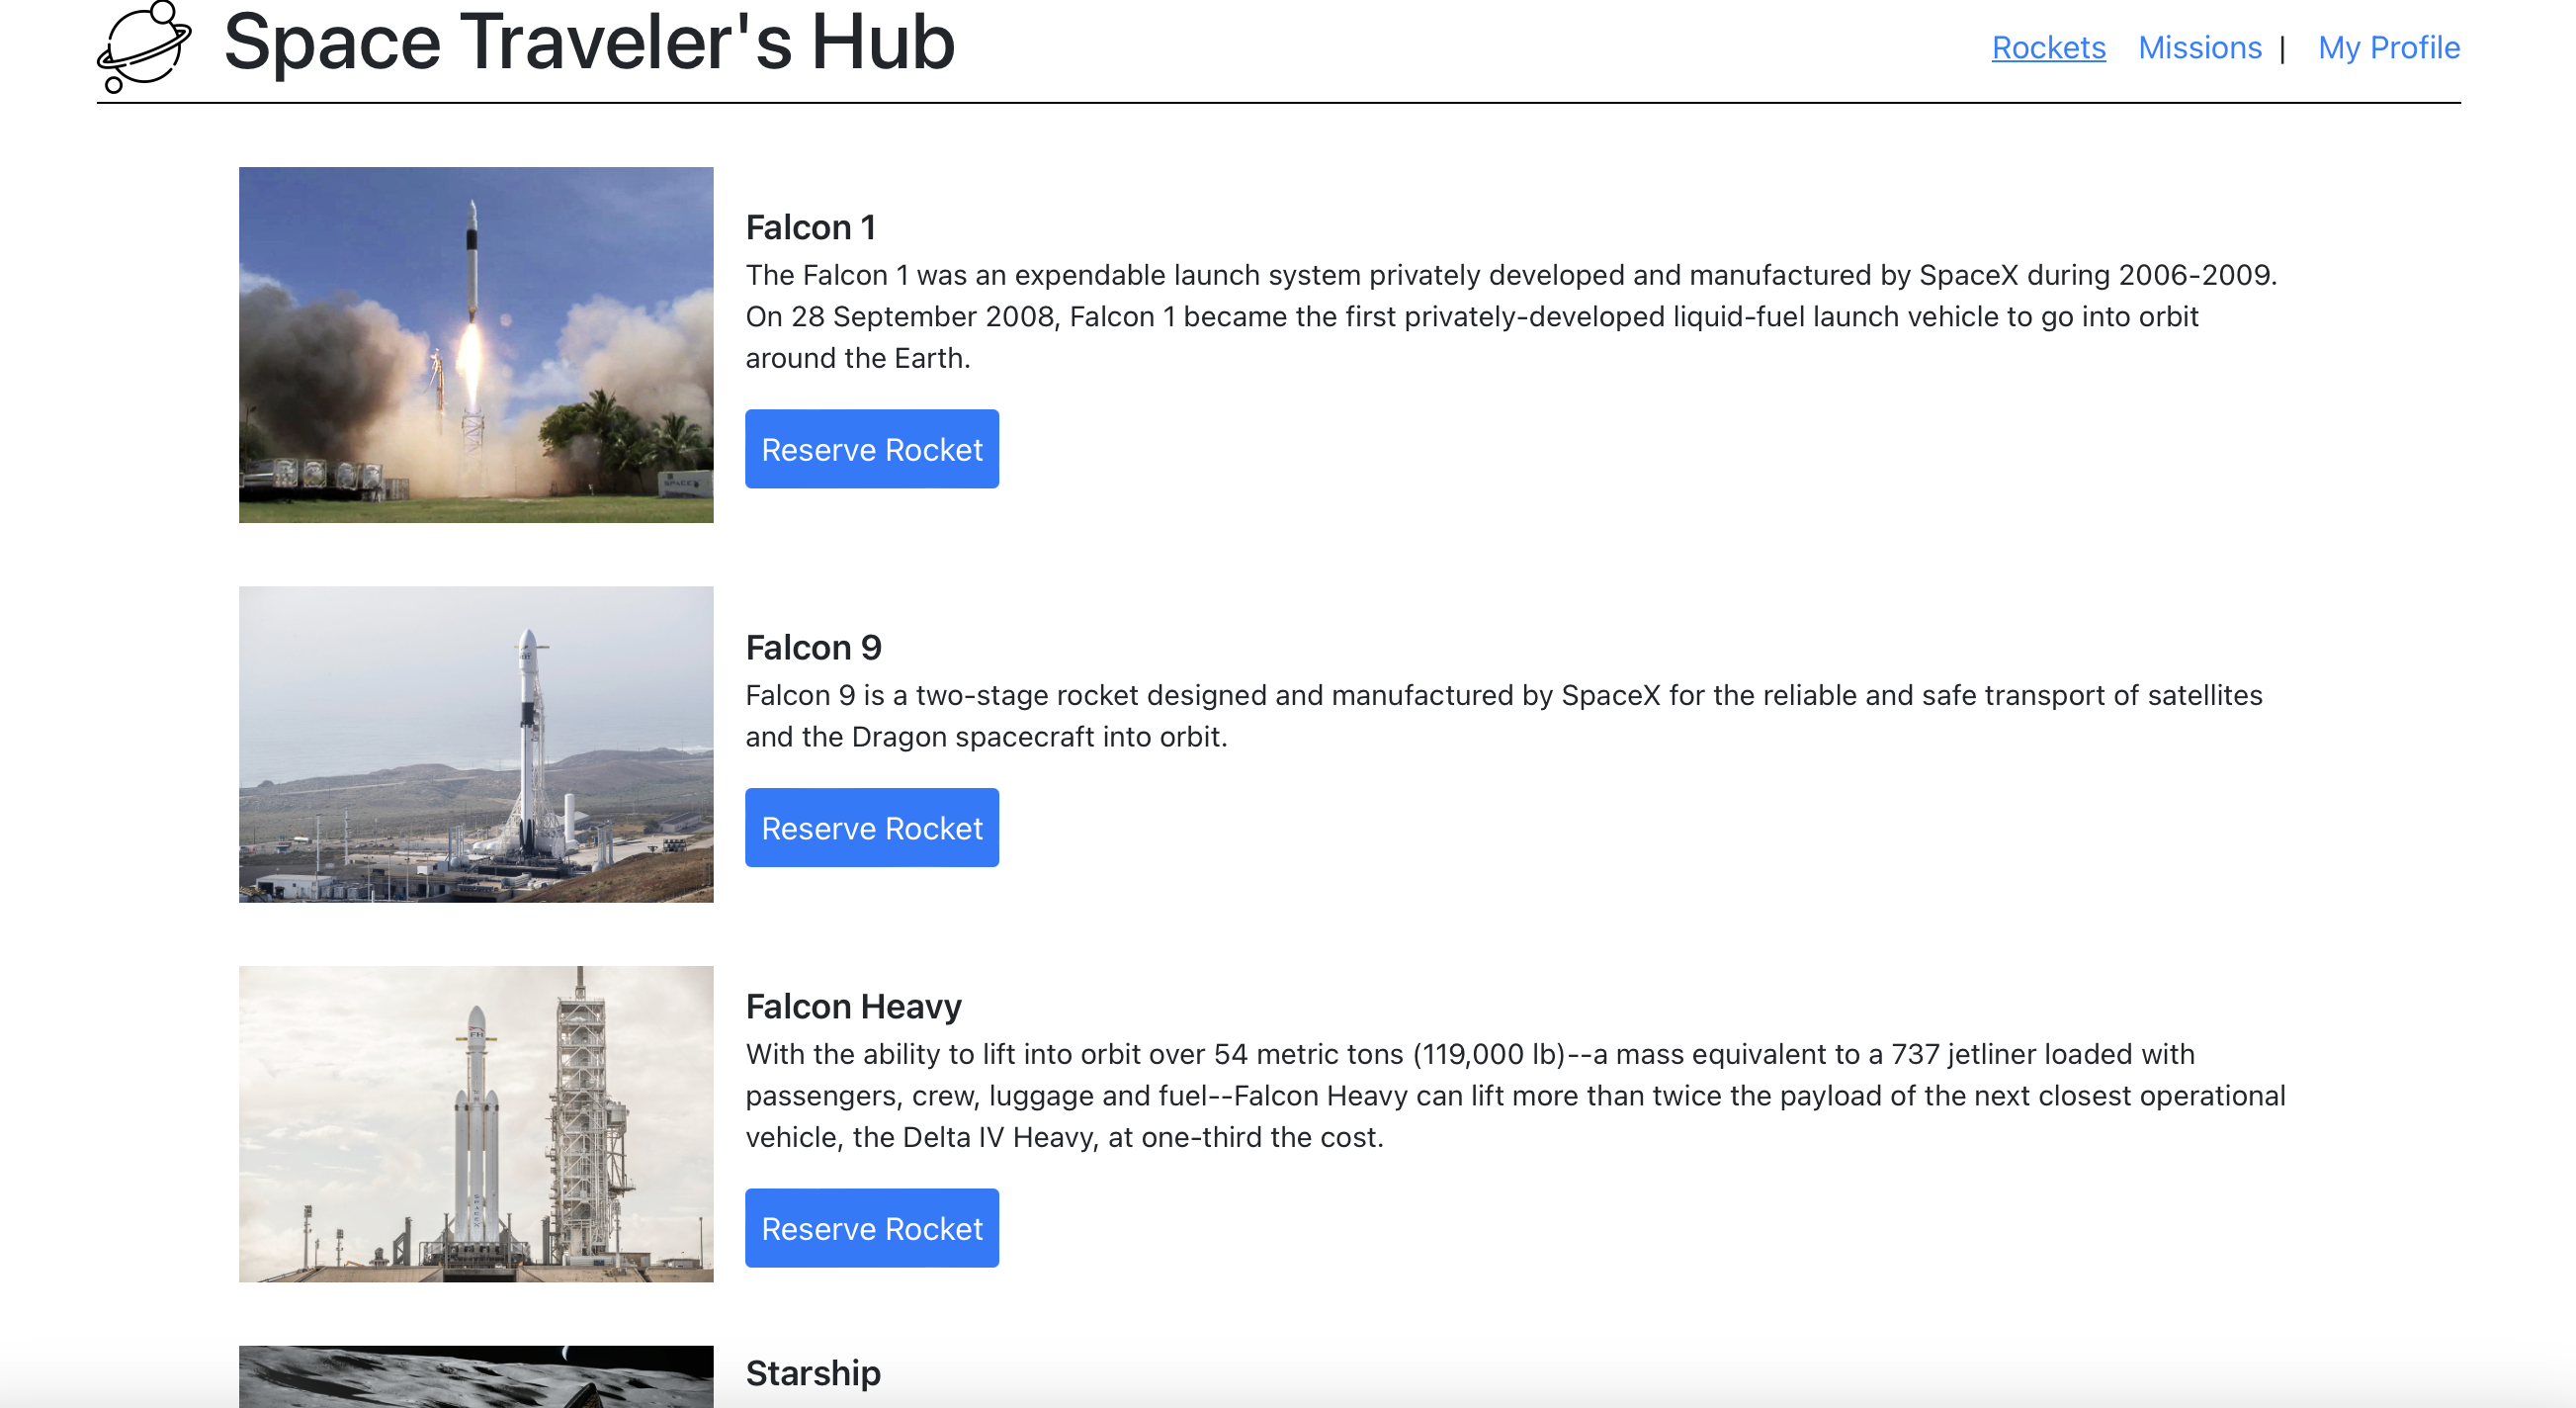 Space Traveler's Hub
Rockets Missions | My Profile
Falcon 1
The Falcon 1 was an expendable launch system privately developed and manufactured by SpaceX during 2006-2009.
On 28 September 2008, Falcon 1 became the first privately-developed liquid-fuel launch vehicle to go into orbit
around the Earth.
Reserve Rocket
SPACEX
Falcon 9
Falcon 9 is a two-stage rocket designed and manufactured by SpaceX for the reliable and safe transport of satellites
and the Dragon spacecraft into orbit.
Reserve Rocket
Falcon Heavy
With the ability to lift into orbit over 54 metric tons (119,000 lb)--a mass equivalent to a 737 jetliner loaded with
passengers, crew, luggage and fuel--Falcon Heavy can lift more than twice the payload of the next closest operational
vehicle, the Delta IV Heavy, at one-third the cost.
FH
SPACEX
Reserve Rocket
Starship